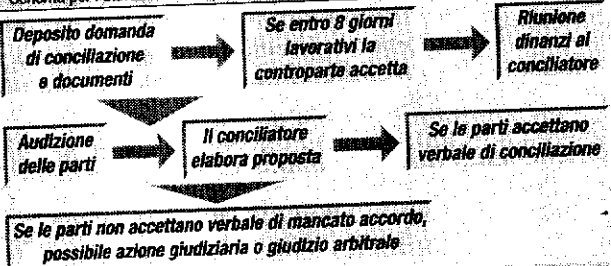 Deposito domanda
di conciliazione
e documenti
Se entro 8 giorni
lavorativi la
controparte accetta
Riunione
dinanzi al
conciliatore
Audizione
delle parti
Il conciliatore
elabora proposta
Se le parti accettano
verbale di conciliazione
Se le parti non accettano verbale di mancato accordo,
possibile azione giudiziaria o giudizio arbitrale